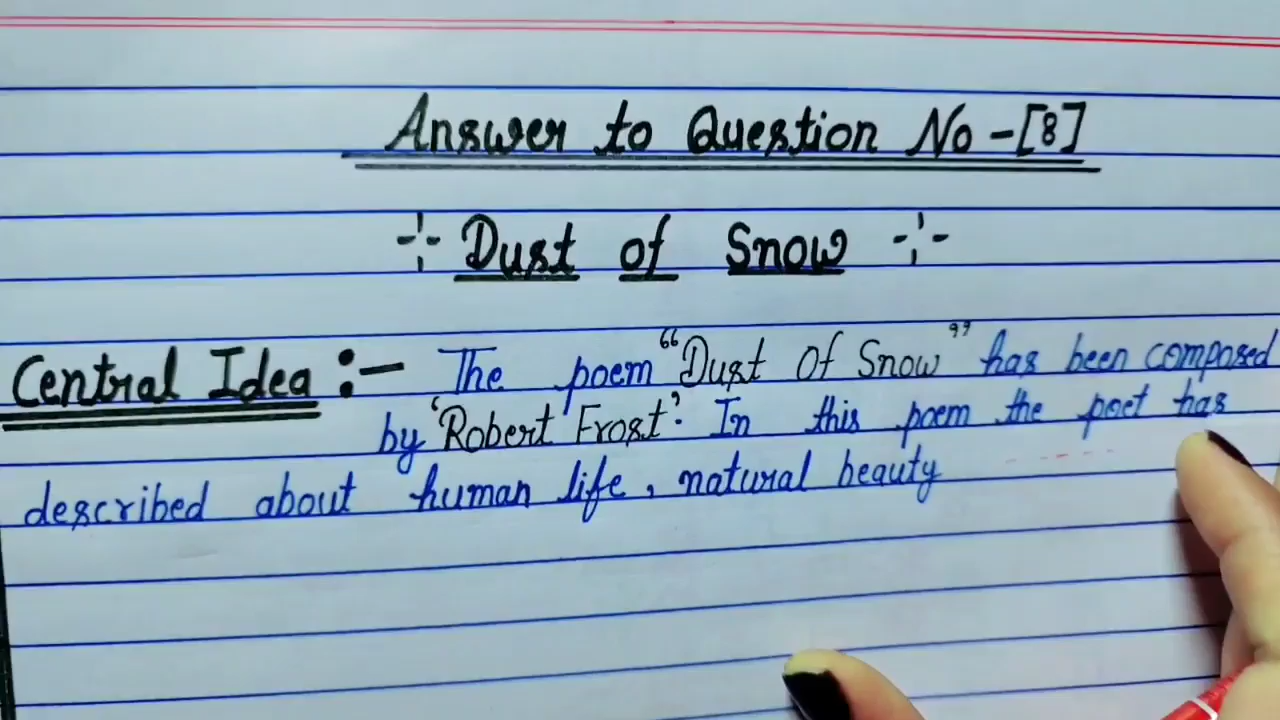 Answer to Question No -[8]
Dust of Snow
Central Idea :- The poem "Dust Of Snow" has been composed
by 'Robert Frost'. In this poem the poet has
described about human life, natural beauty